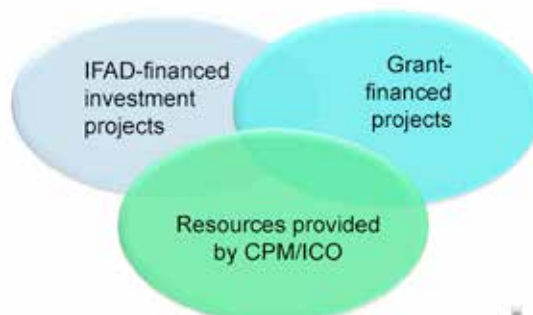 IFAD-financed
investment
projects
Grant-
financed
projects
Resources provided
by CPM/ICO